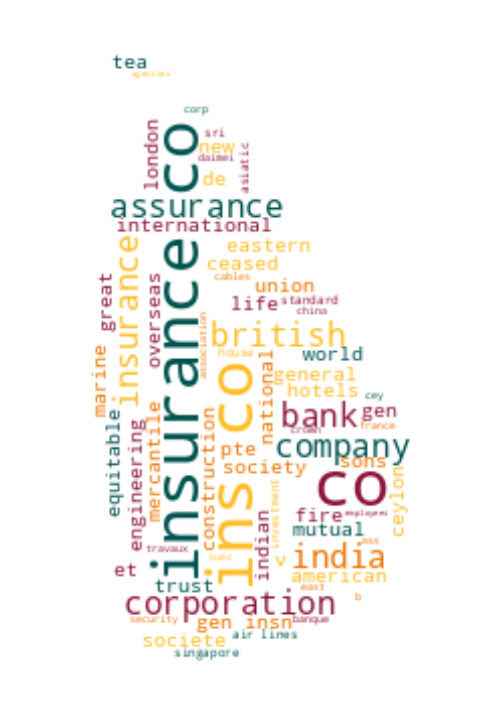 tea
agencies
corp
london
insurance co
sri
new
daimei
asiatic
de
assurance
international
insurance
eastern
ceased
cables
great
overseas
union
life
standard
china
association
british
house
world
marine
national
general
hotels
cey
ins co
bank
gen
france
crown
equitable
engineering
mercantile
construction
pte
company
society
sons
co
ceylon
investment
fire
employees
mutual
indian
ass
travaux
suez
v
india
et
american
trust
east
b
corporation
security
gen insn
banque
societe
air lines
singapore